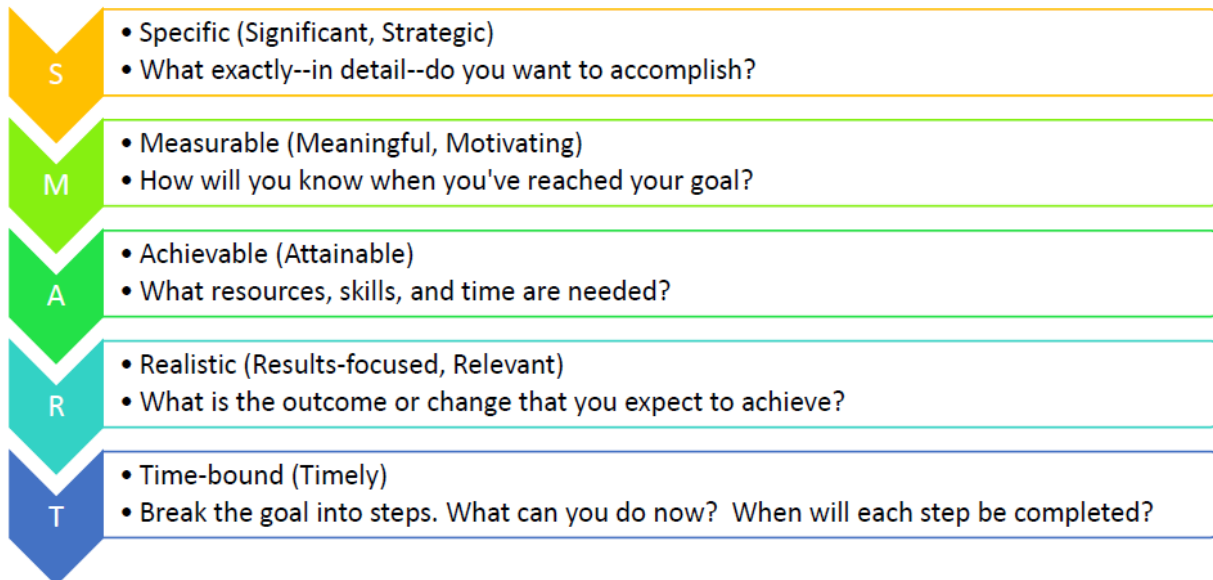 S
• Specific (Significant, Strategic)
• What exactly--in detail--do you want to accomplish?
M
• Measurable (Meaningful, Motivating)
• How will you know when you've reached your goal?
A
• Achievable (Attainable)
• What resources, skills, and time are needed?
R
• Realistic (Results-focused, Relevant)
• What is the outcome or change that you expect to achieve?
T
• Time-bound (Timely)
• Break the goal into steps. What can you do now?  When will each step be completed?